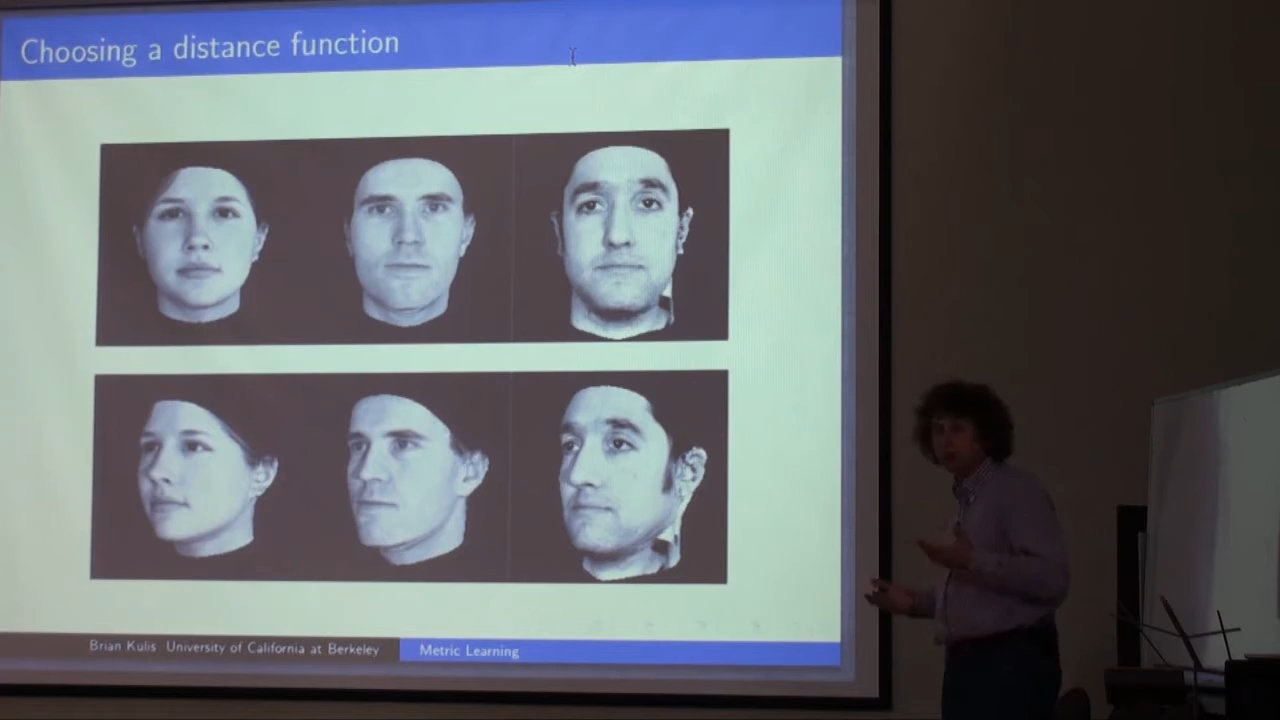 Choosing a distance function
Brian Kulis University of California at Berkeley
Metric Learning